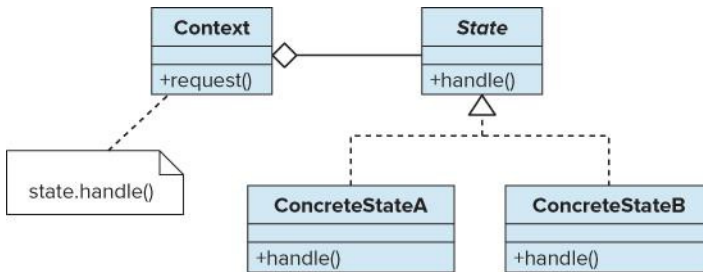 Context
State
+request()
+handle()
state.handle()
ConcreteStateA
ConcreteStateB
+handle()
+handle()